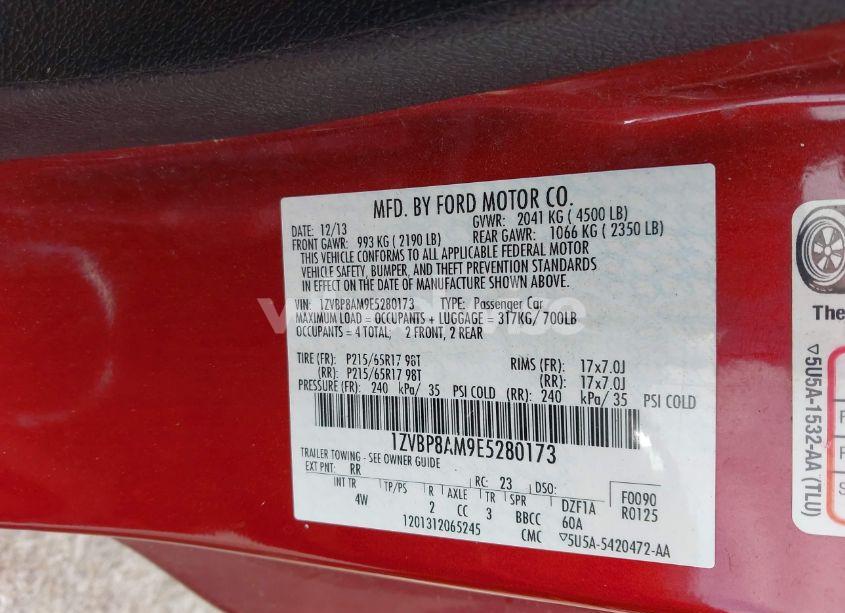 MFD. BY FORD MOTOR CO.
DATE: 12/13 GVWR: 2041 KG ( 4500 LB)
FRONT GAWR: 993 KG ( 2190 LB) REAR GAWR: 1066 KG ( 2350 LB)
THIS VEHICLE CONFORMS TO ALL APPLICABLE FEDERAL MOTOR
VEHICLE SAFETY, BUMPER, AND THEFT PREVENTION STANDARDS
IN EFFECT ON THE DATE OF MANUFACTURE SHOWN ABOVE.
VIN: 1ZVBP8AM9E5280173 TYPE: Passenger Car
MAXIMUM LOAD = OCCUPANTS + LUGGAGE = 317KG/ 700LB
OCCUPANTS = 4 TOTAL; 2 FRONT, 2 REAR
TIRE (FR): P215/65R17 98T RIMS (FR): 17x7.0J
(RR): P215/65R17 98T (RR): 17x7.0J
PRESSURE (FR): 240 kPa/ 35 PSI COLD (RR): 240 kPa/ 35 PSI COLD
1ZVBP8AM9E5280173
TRAILER TOWING - SEE OWNER GUIDE
EXT PNT: RR RC: 23 DSO:
INT TR TP/PS R AXLE TR SPR DZF1A F0090
4W 2 CC 3 BBCC 60A R0125
1201312065245 CMC ▽5U5A-5420472-AA
The
▽5U5A-1532-AA (TLU)
F
F
S